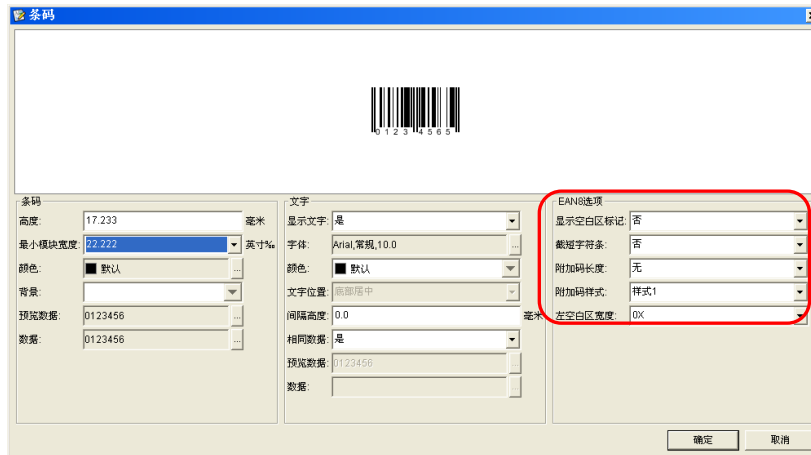 条码
0123 4565
条码
高度: 17.233 毫米
最小模块宽度: 22.222 英寸‰
颜色: 默认 ...
背景:
预览数据: 0123456 ...
数据: 0123456 ...
文字
显示文字: 是
字体: Arial,常规,10.0 ...
颜色: 默认
文字位置: 底部居中
间隔高度: 0.0 毫米
相同数据: 是
预览数据: 0123456 ...
数据: ...
EAN8选项
显示空白区标记: 否
截短字符条: 否
附加码长度: 无
附加码样式: 样式1
左空白区宽度: 0X
确定 取消